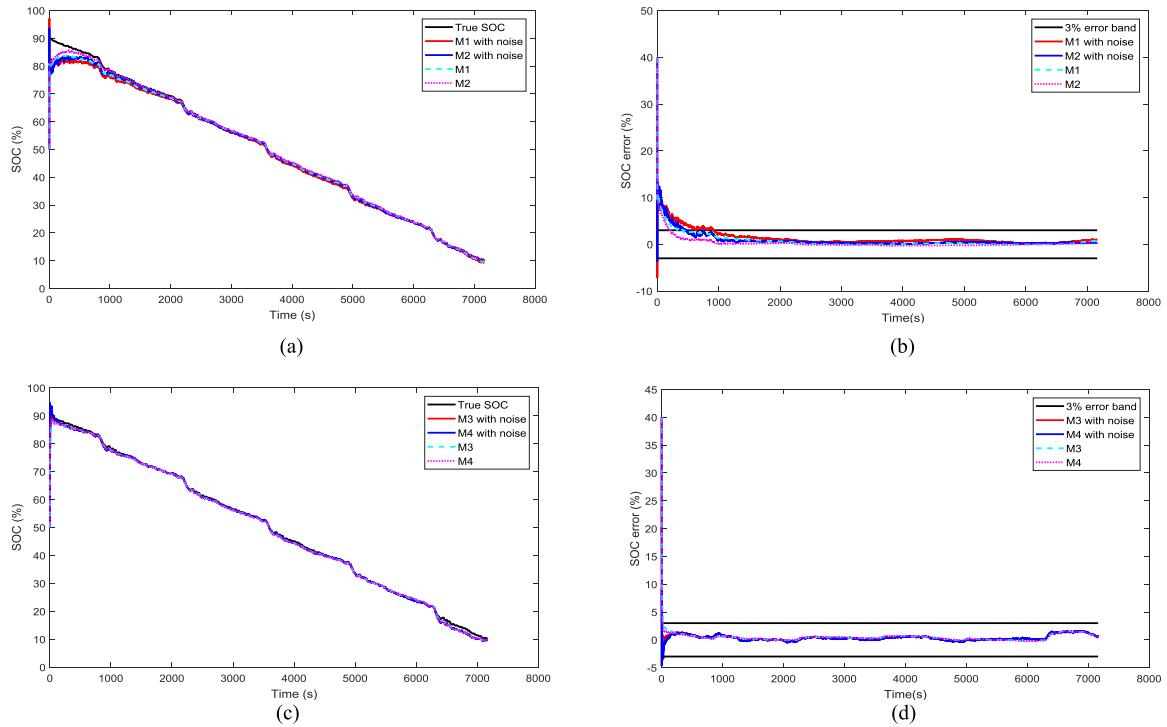 100
90
80
70
60
50
40
30
20
10
0
SOC (%)
0 1000 2000 3000 4000 5000 6000 7000 8000
Time (s)
True SOC
M1 with noise
M2 with noise
M1
M2
(a)
50
40
30
20
10
0
-10
SOC error (%)
0 1000 2000 3000 4000 5000 6000 7000 8000
Time(s)
3% error band
M1 with noise
M2 with noise
M1
M2
(b)
100
90
80
70
60
50
40
30
20
10
0
SOC (%)
0 1000 2000 3000 4000 5000 6000 7000 8000
Time (s)
True SOC
M3 with noise
M4 with noise
M3
M4
(c)
45
40
35
30
25
20
15
10
5
0
-5
SOC error (%)
0 1000 2000 3000 4000 5000 6000 7000 8000
Time(s)
3% error band
M3 with noise
M4 with noise
M3
M4
(d)